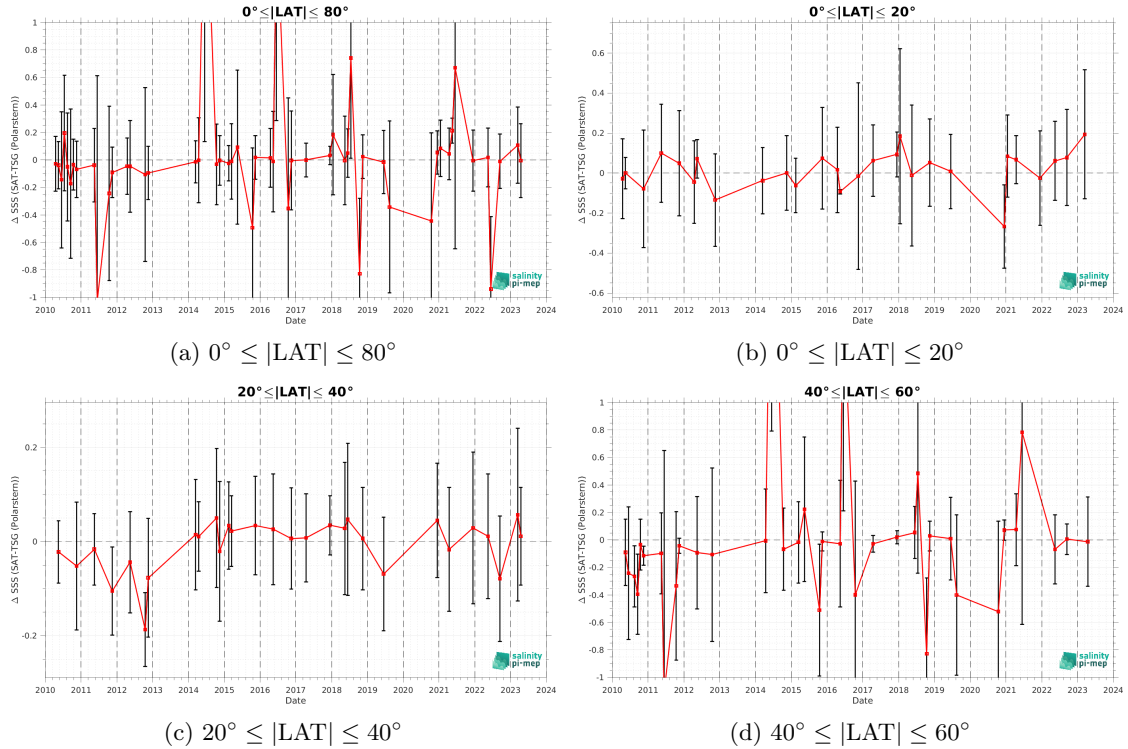 0°≤|LAT|≤ 80°
Δ SSS (SAT-TSG (Polarstern))
1
0.8
0.6
0.4
0.2
0
-0.2
-0.4
-0.6
-0.8
-1
2010 2011 2012 2013 2014 2015 2016 2017 2018 2019 2020 2021 2022 2023 2024
Date
salinity
pi-mep
(a) 0° ≤ |LAT| ≤ 80°
0°≤|LAT|≤ 20°
Δ SSS (SAT-TSG (Polarstern))
0.6
0.4
0.2
0
-0.2
-0.4
-0.6
2010 2011 2012 2013 2014 2015 2016 2017 2018 2019 2020 2021 2022 2023 2024
Date
salinity
pi-mep
(b) 0° ≤ |LAT| ≤ 20°
20°≤|LAT|≤ 40°
Δ SSS (SAT-TSG (Polarstern))
0.2
0
-0.2
2010 2011 2012 2013 2014 2015 2016 2017 2018 2019 2020 2021 2022 2023 2024
Date
salinity
pi-mep
(c) 20° ≤ |LAT| ≤ 40°
40°≤|LAT|≤ 60°
Δ SSS (SAT-TSG (Polarstern))
1
0.8
0.6
0.4
0.2
0
-0.2
-0.4
-0.6
-0.8
-1
2010 2011 2012 2013 2014 2015 2016 2017 2018 2019 2020 2021 2022 2023 2024
Date
salinity
pi-mep
(d) 40° ≤ |LAT| ≤ 60°